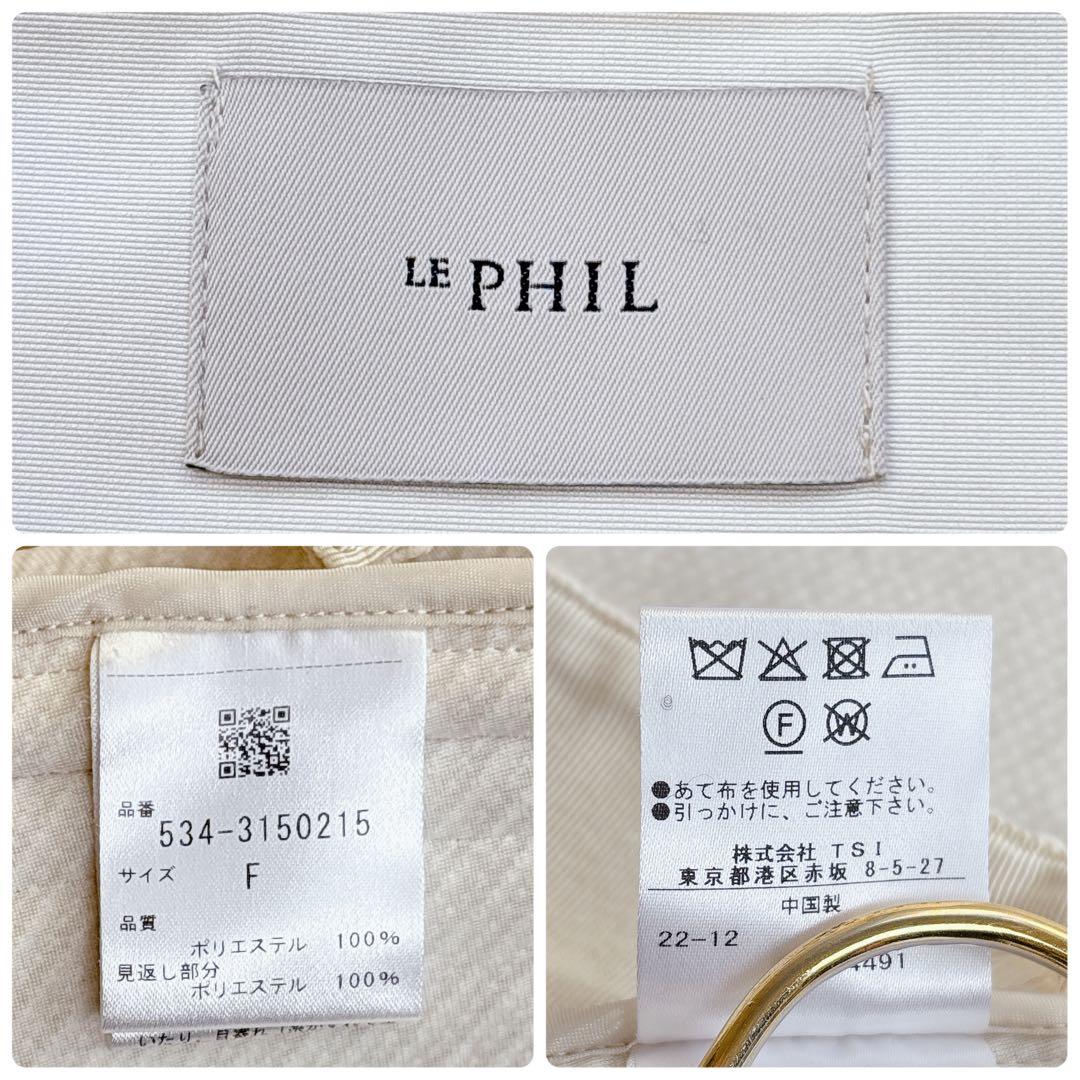 LE PHIL
品番
534-3150215
サイズ F
品質
ポリエステル 100%
見返し部分
ポリエステル 100%
F
W
●あて布を使用してください。
●引っかけに、ご注意下さい。
株式会社 TSI
東京都港区赤坂 8-5-27
中国製
22-12
4491